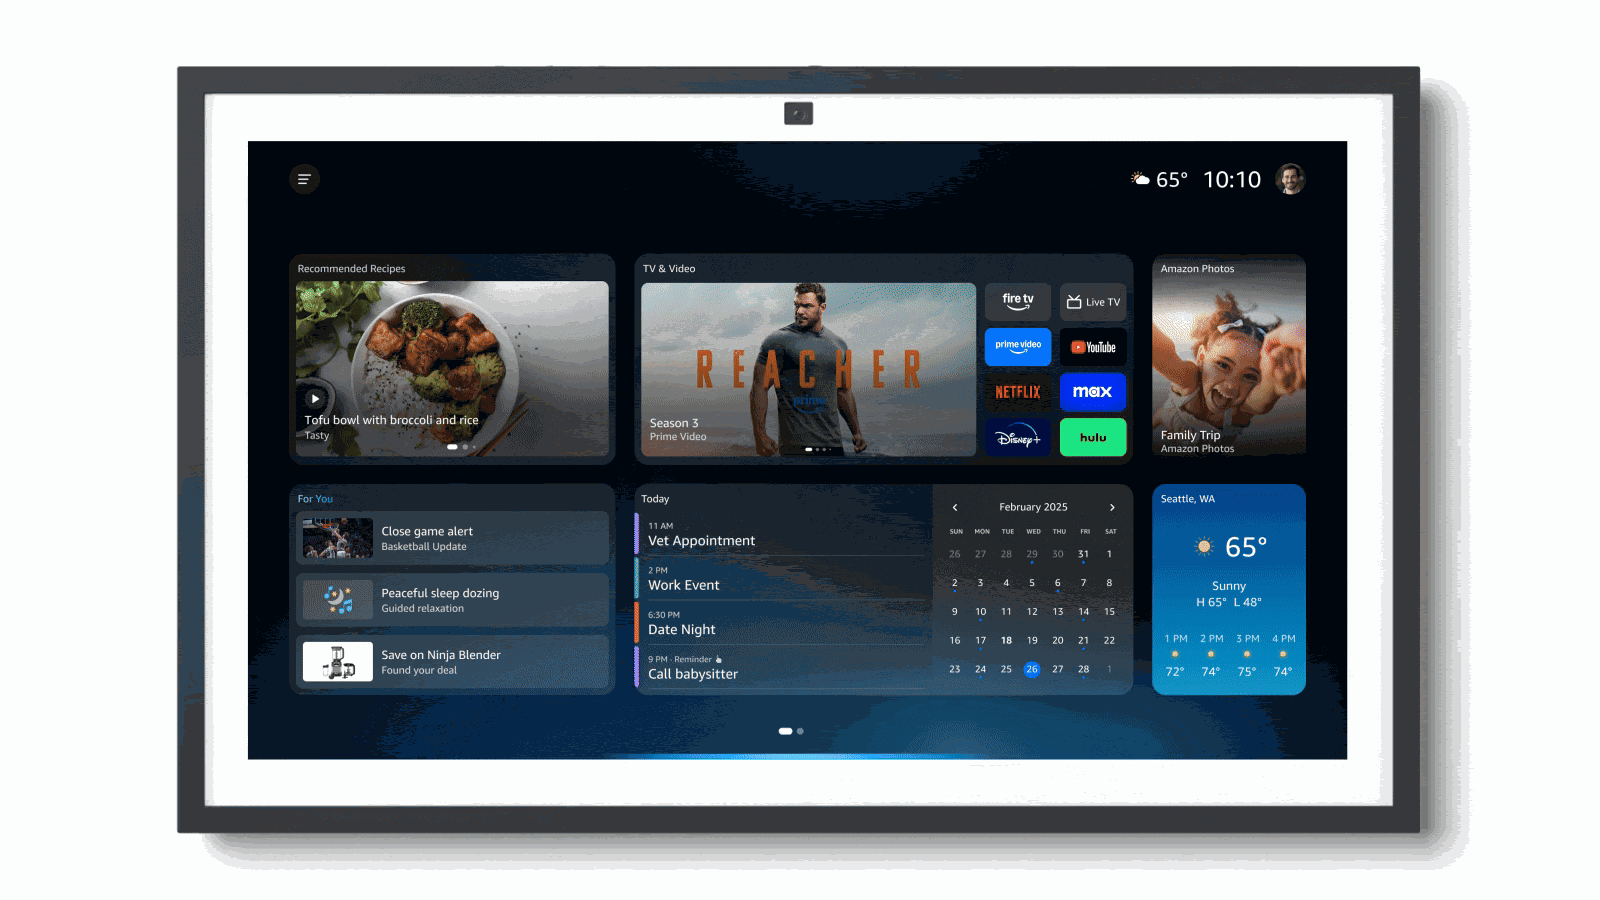 65° 10:10
Recommended Recipes
Tofu bowl with broccoli and rice
Tasty
TV & Video
REACHER
prime
Season 3
Prime Video
fire tv
Live TV
prime video
YouTube
NETFLIX
max
Disney+
hulu
Amazon Photos
Family Trip
Amazon Photos
For You
Close game alert
Basketball Update
Peaceful sleep dozing
Guided relaxation
Save on Ninja Blender
Found your deal
Today
11 AM
Vet Appointment
2 PM
Work Event
6:30 PM
Date Night
9 PM · Reminder
Call babysitter
February 2025
SUN MON TUE WED THU FRI SAT
26 27 28 29 30 31 1
2 3 4 5 6 7 8
9 10 11 12 13 14 15
16 17 18 19 20 21 22
23 24 25 26 27 28 1
Seattle, WA
65°
Sunny
H 65° L 48°
1 PM 2 PM 3 PM 4 PM
72° 74° 75° 74°